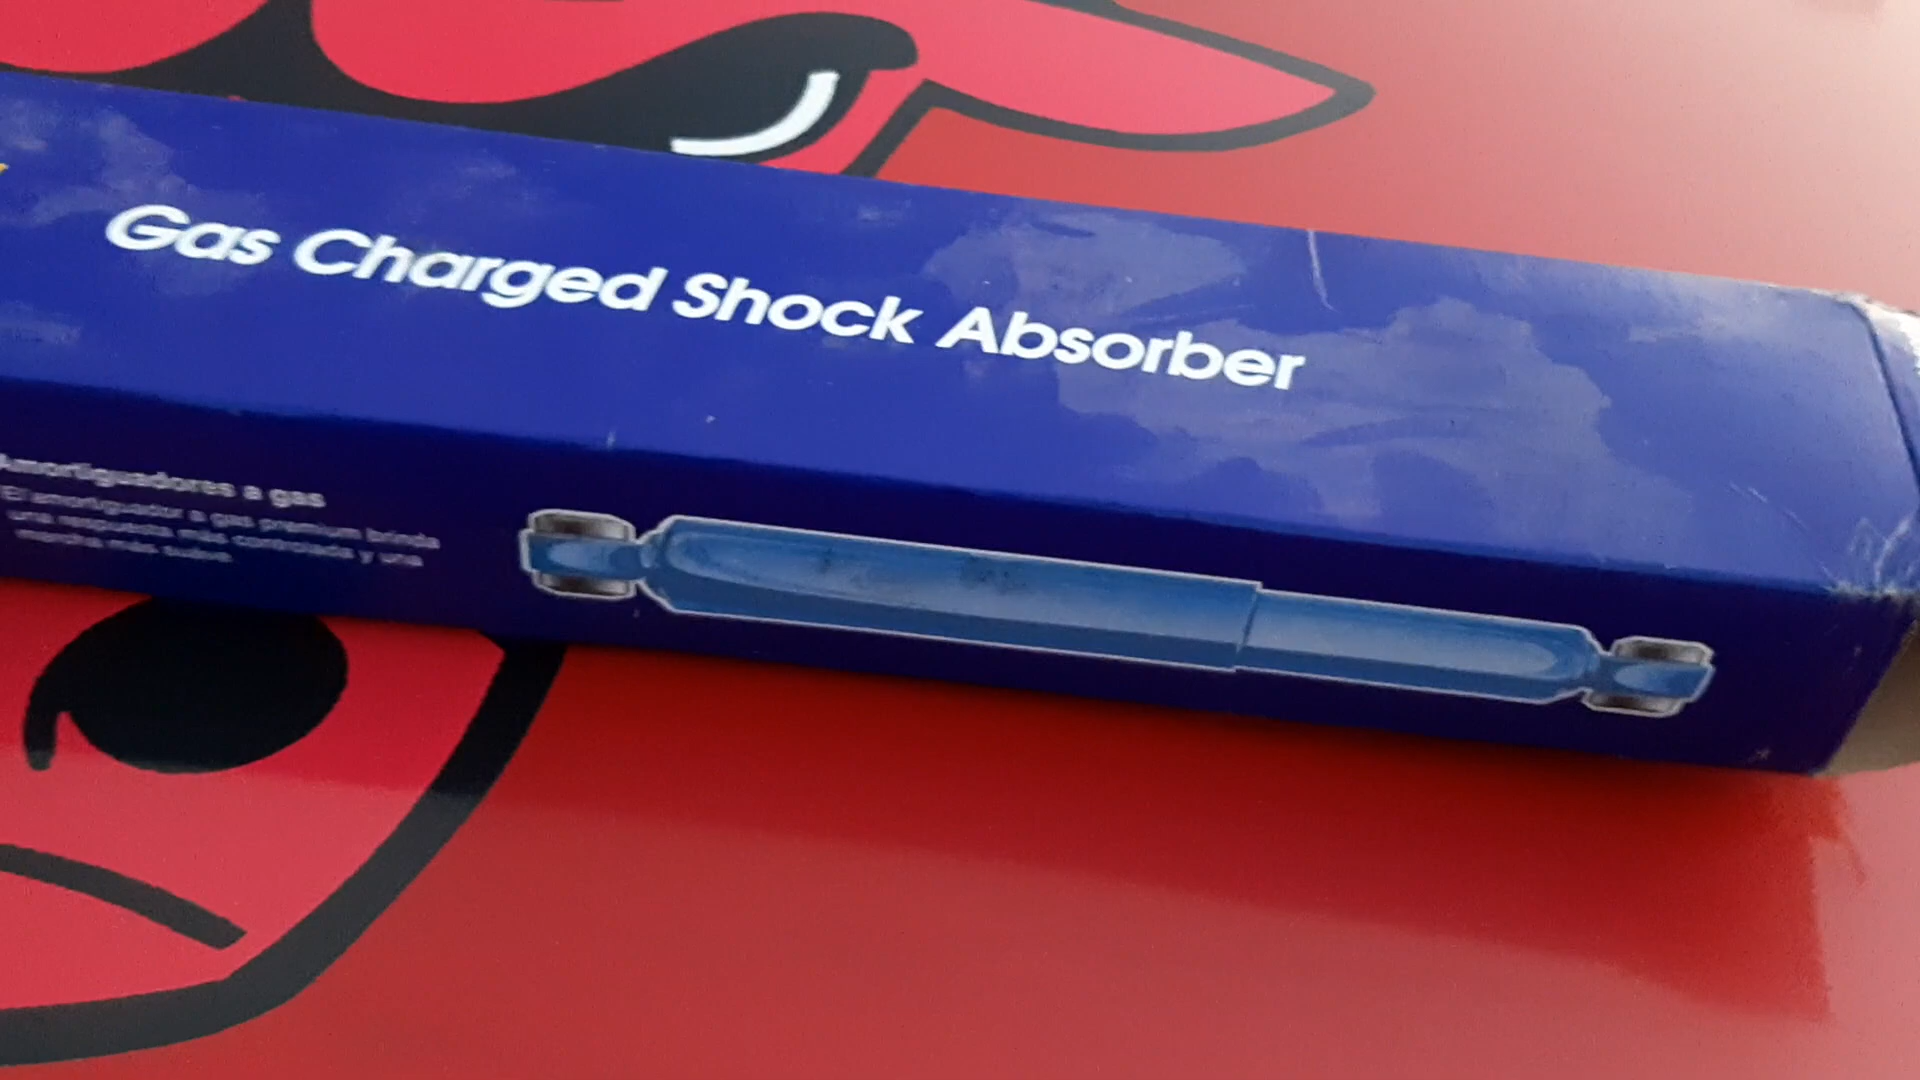 Gas Charged Shock Absorber
Amortiguadores a gas
El amortiguador a gas premium brinda
una respuesta más controlada y una
marcha más suave.